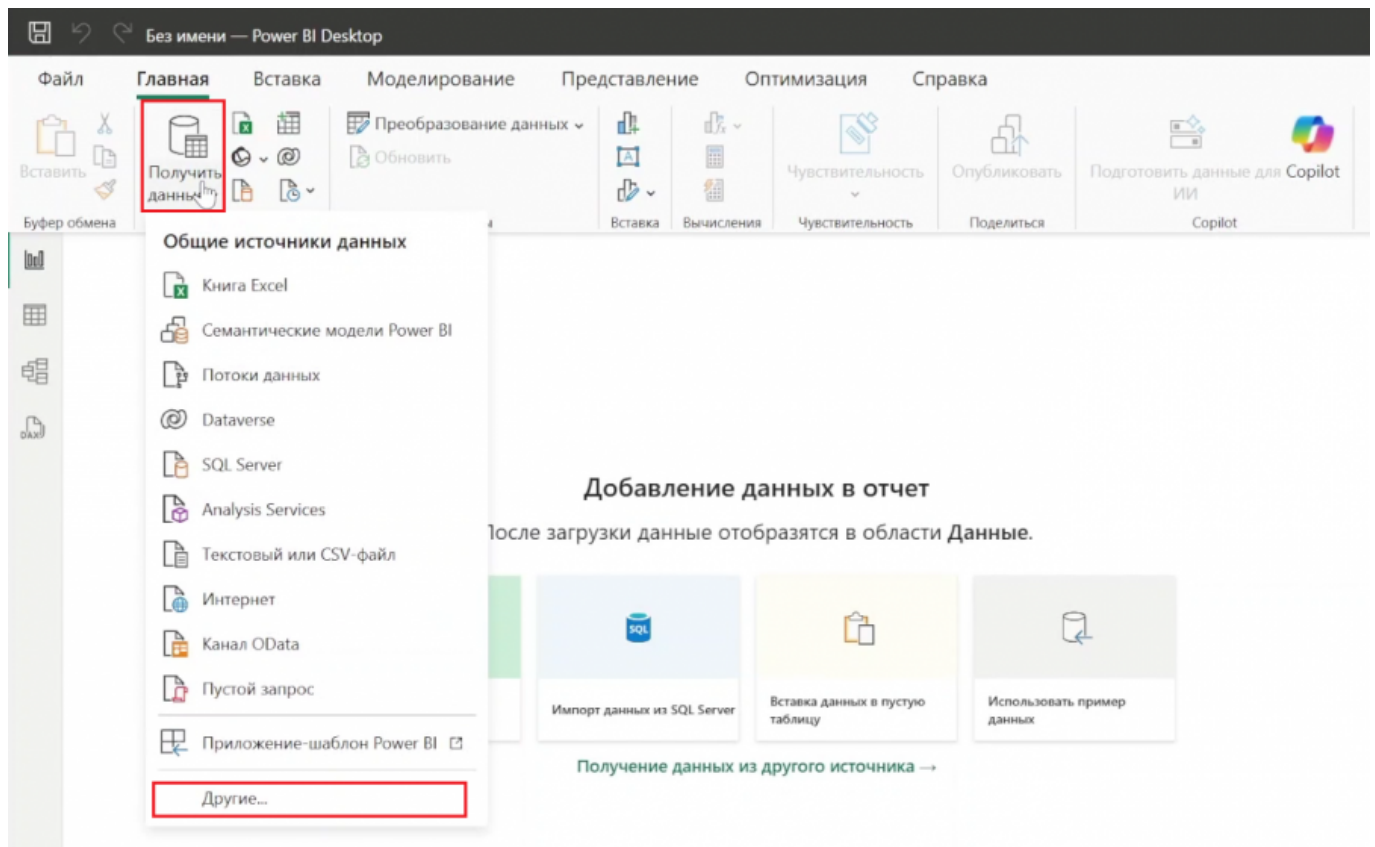 Без имени — Power BI Desktop
Файл Главная Вставка Моделирование Представление Оптимизация Справка
Вставить
Получить данны
Преобразование данных
Обновить
Чувствительность
Опубликовать
Подготовить данные для ИИ
Copilot
Буфер обмена
Вставка
Вычисления
Чувствительность
Поделиться
Copilot
Общие источники данных
Книга Excel
Семантические модели Power BI
Потоки данных
Dataverse
SQL Server
Analysis Services
Текстовый или CSV-файл
Интернет
Канал OData
Пустой запрос
Приложение-шаблон Power BI
Другие...
DAX
Добавление данных в отчет
После загрузки данные отобразятся в области Данные.
SQL
Импорт данных из SQL Server
Вставка данных в пустую
таблицу
Использовать пример
данных
Получение данных из другого источника →